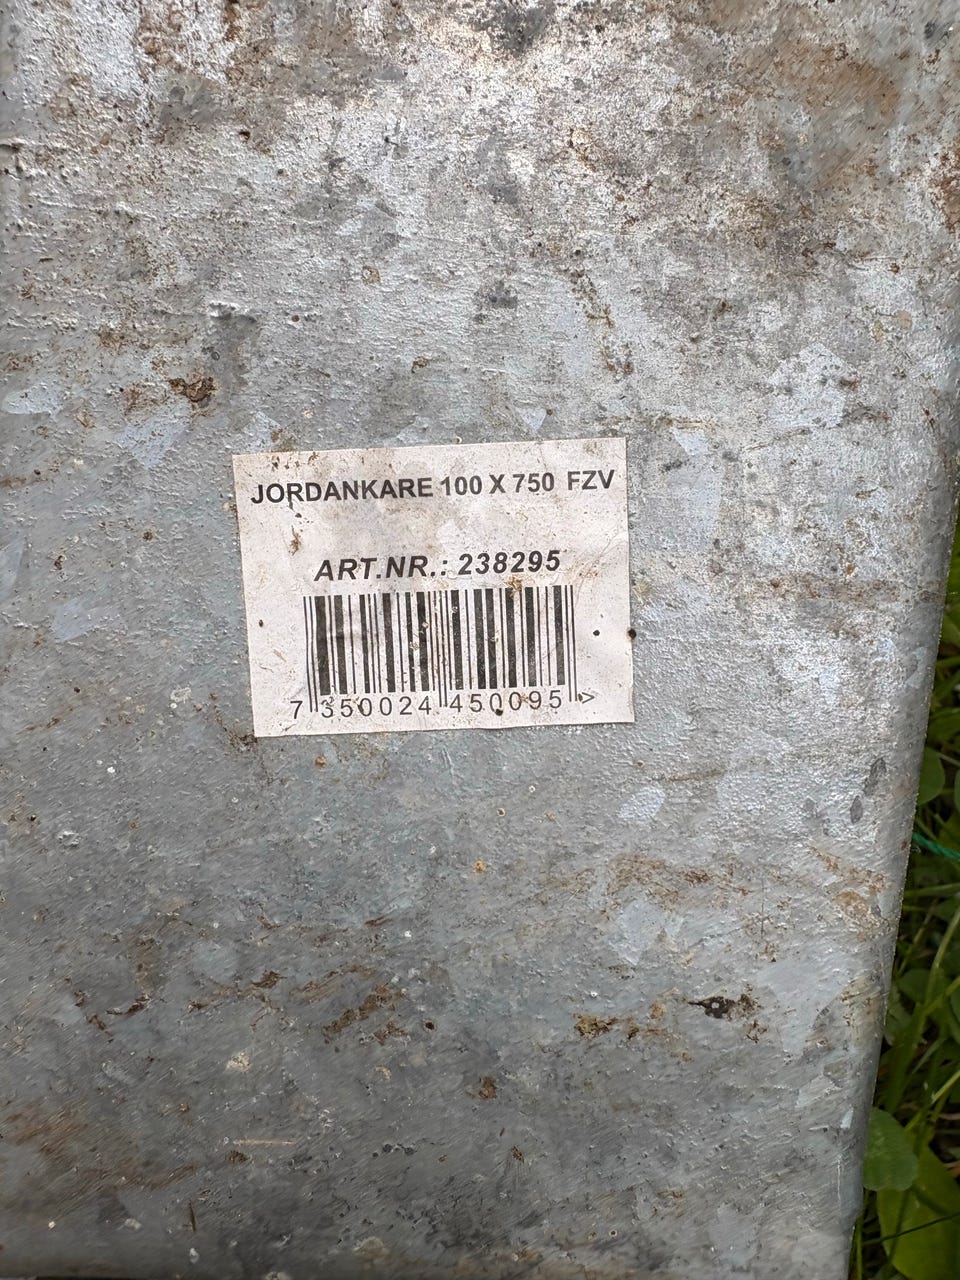 JORDANKARE 100 X 750 FZV
ART.NR.: 238295
7 350024 450095 >